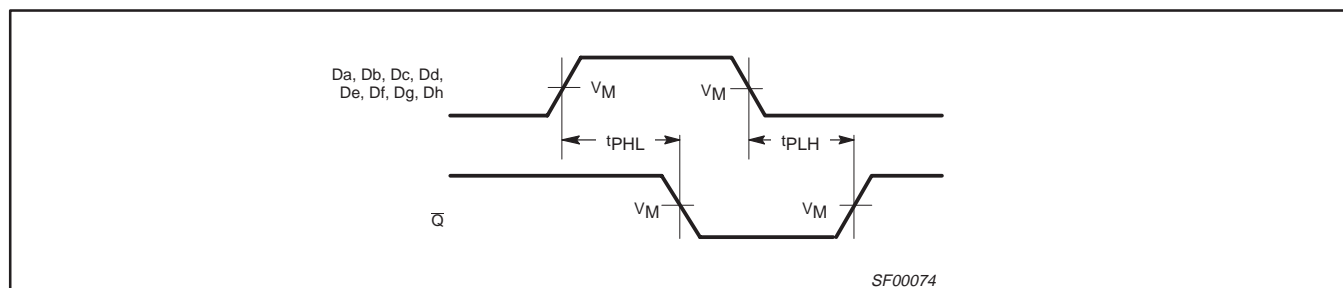 Da, Db, Dc, Dd,
De, Df, Dg, Dh
VM
VM
tPHL
tPLH
VM
VM
Q̅
SF00074